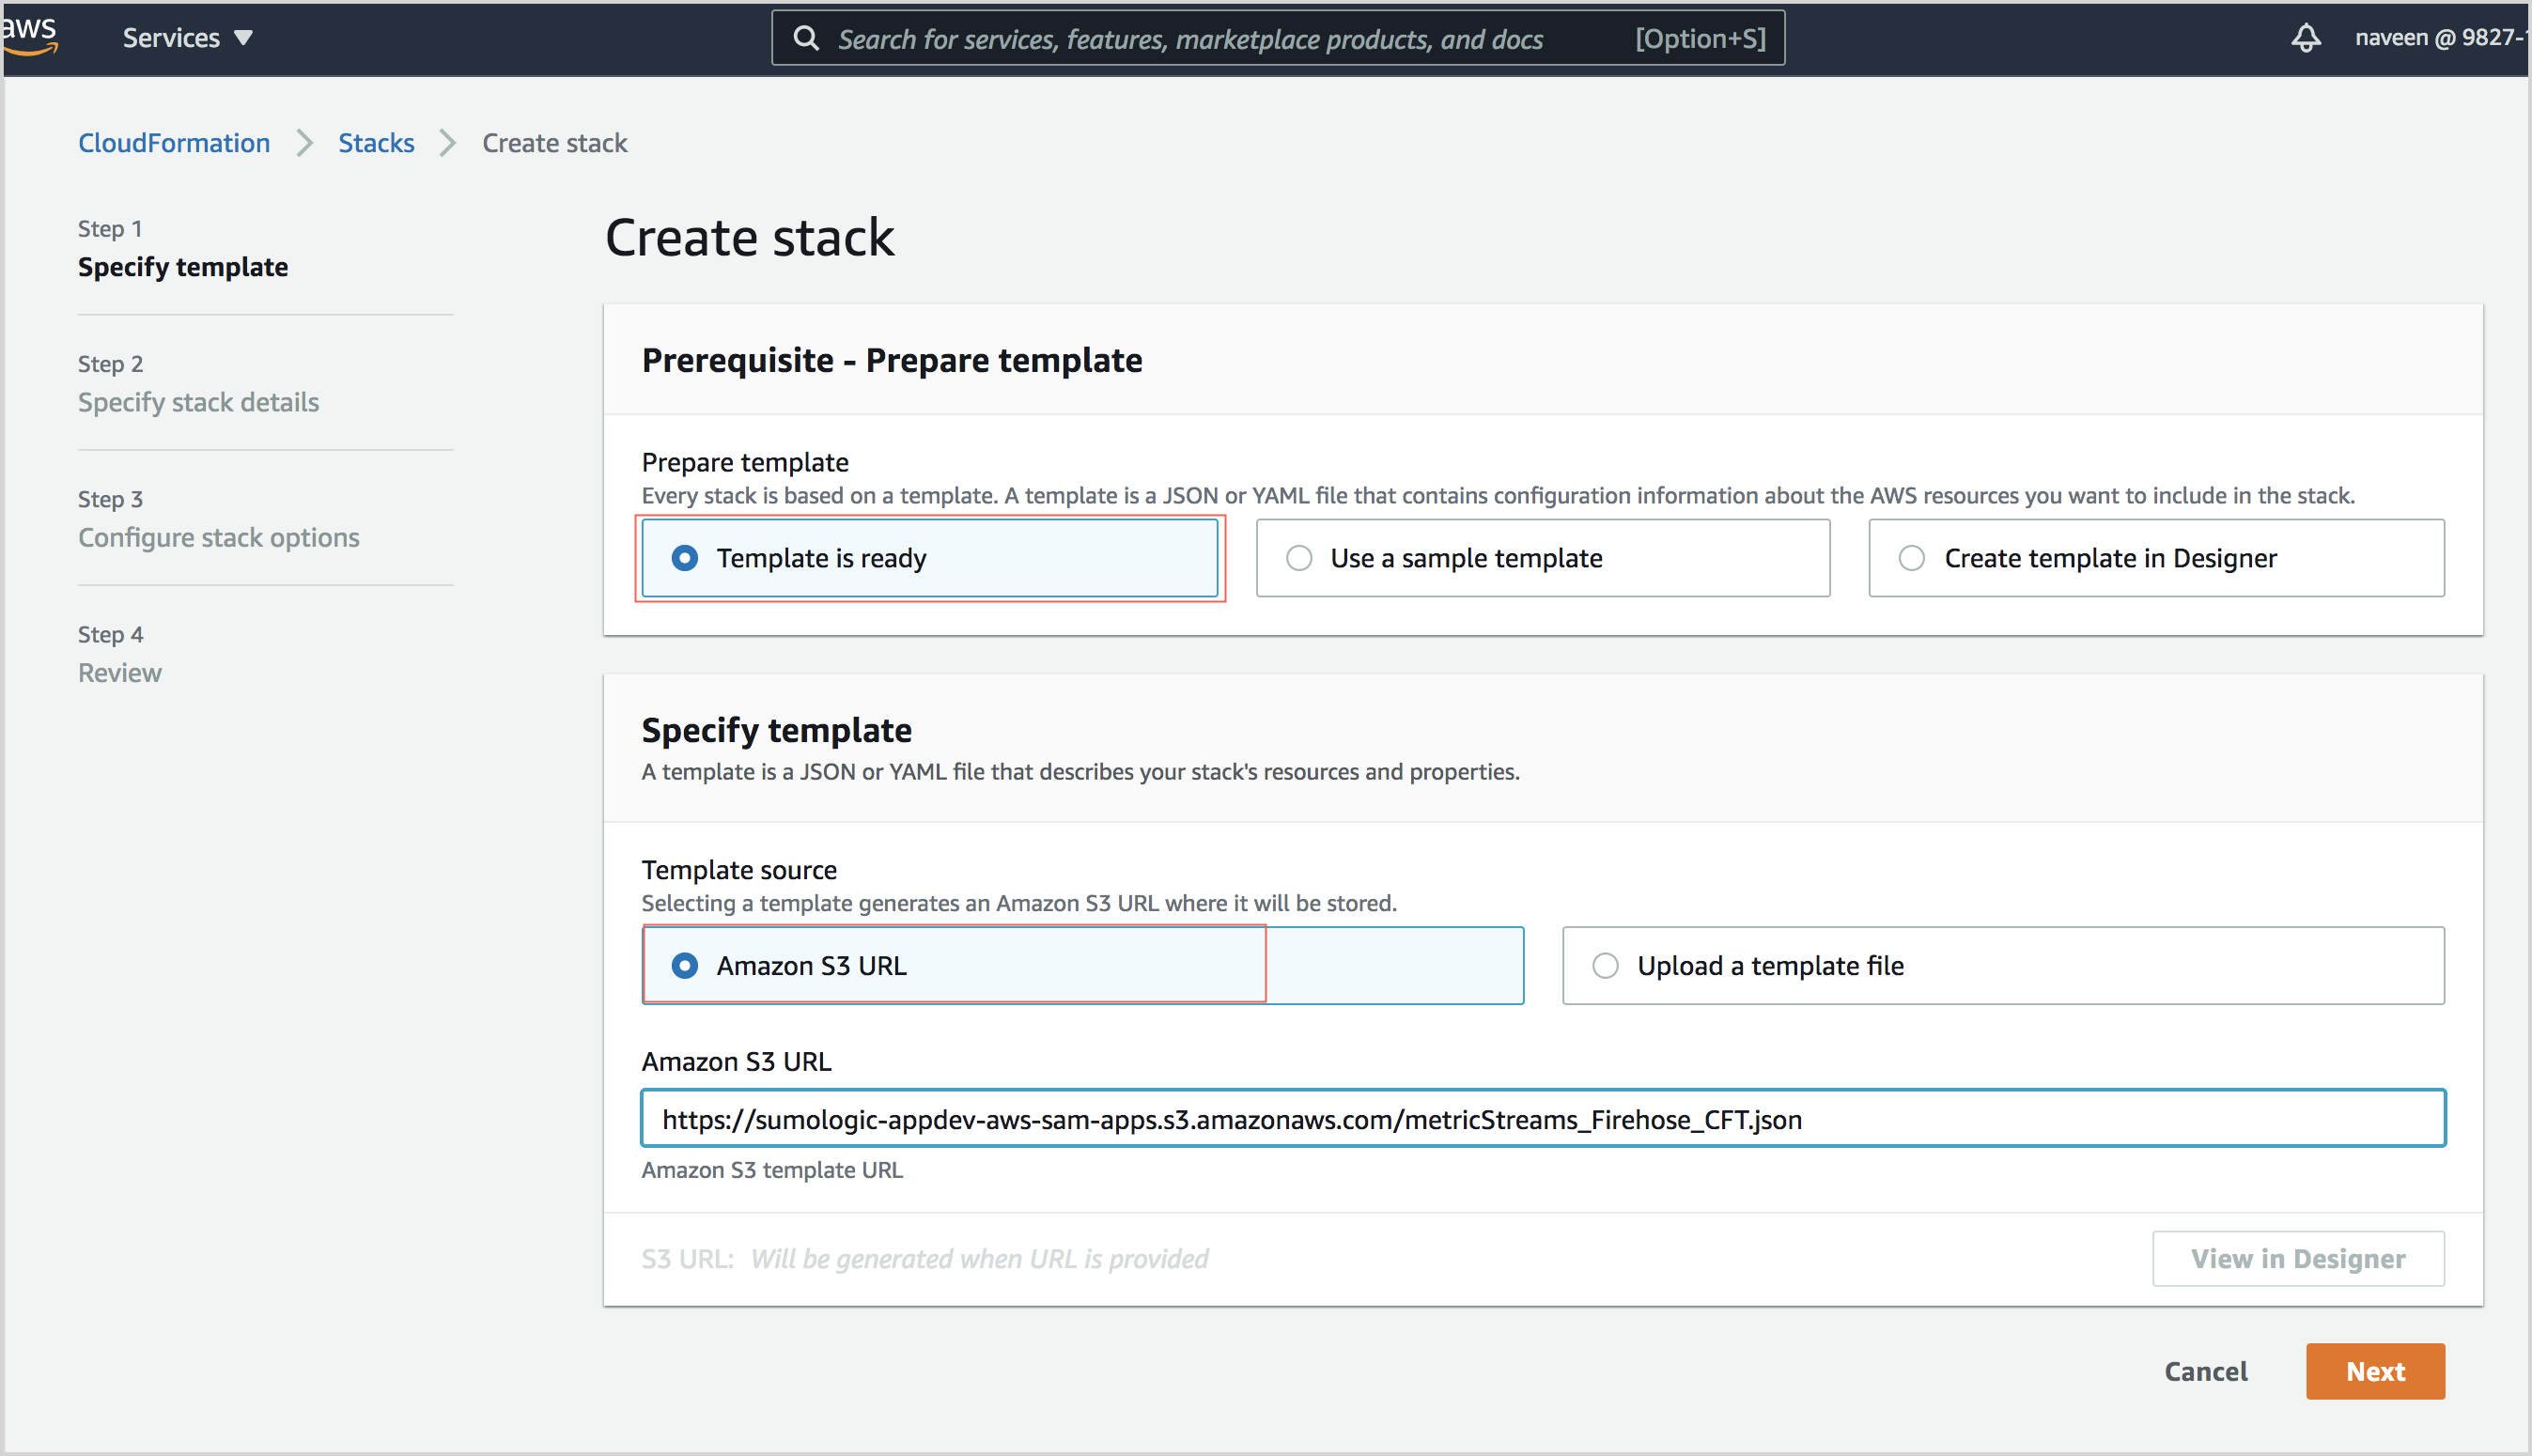 aws Services Search for services, features, marketplace products, and docs [Option+S] naveen @ 9827-
CloudFormation Stacks Create stack
Step 1
Specify template
Step 2
Specify stack details
Step 3
Configure stack options
Step 4
Review
Create stack
Prerequisite - Prepare template
Prepare template
Every stack is based on a template. A template is a JSON or YAML file that contains configuration information about the AWS resources you want to include in the stack.
Template is ready Use a sample template Create template in Designer
Specify template
A template is a JSON or YAML file that describes your stack's resources and properties.
Template source
Selecting a template generates an Amazon S3 URL where it will be stored.
Amazon S3 URL Upload a template file
Amazon S3 URL
https://sumologic-appdev-aws-sam-apps.s3.amazonaws.com/metricStreams_Firehose_CFT.json
Amazon S3 template URL
S3 URL: Will be generated when URL is provided View in Designer
Cancel Next